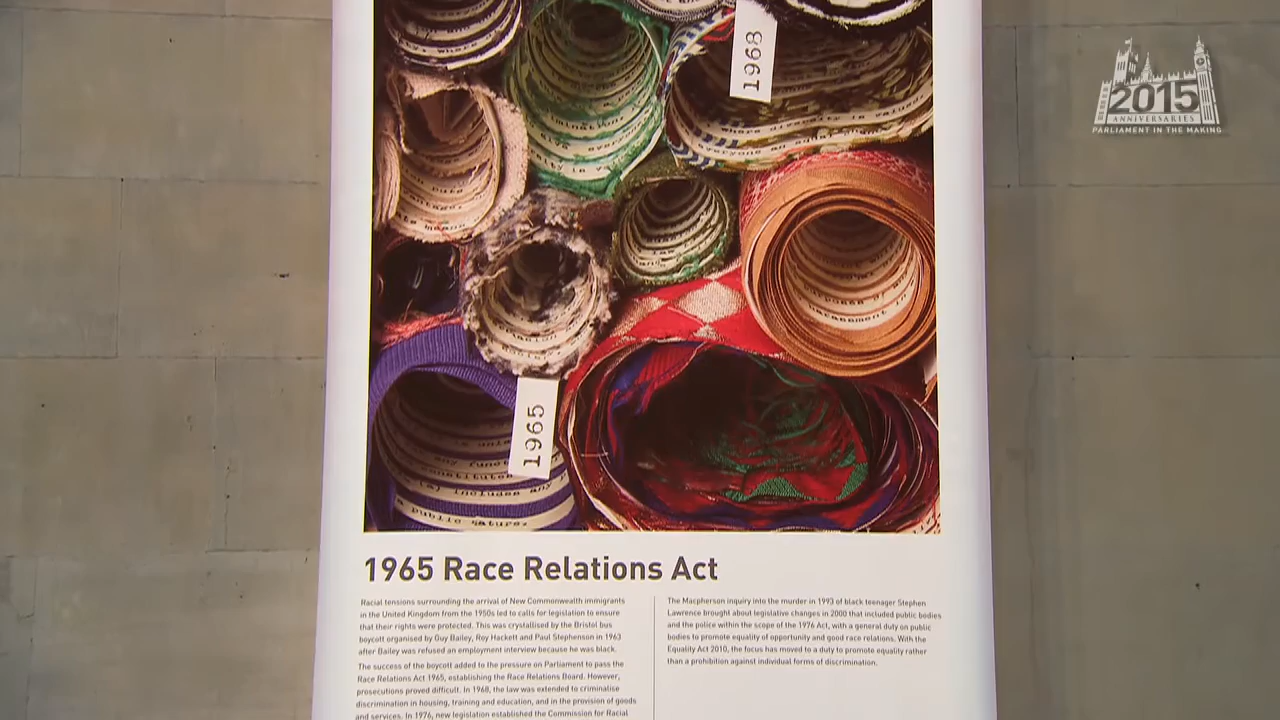 1968
2015
ANNIVERSARIES
PARLIAMENT IN THE MAKING
where diversity is
everyone an equal
1965
(a) includes any
a public nature.
1965 Race Relations Act
Racial tensions surrounding the arrival of New Commonwealth immigrants
in the United Kingdom from the 1950s led to calls for legislation to ensure
that their rights were protected. This was crystallised by the Bristol bus
boycott organised by Guy Bailey, Roy Hackett and Paul Stephenson in 1963
after Bailey was refused an employment interview because he was black.
The success of the boycott added to the pressure on Parliament to pass the
Race Relations Act 1965, establishing the Race Relations Board. However,
prosecutions proved difficult. In 1968, the law was extended to criminalise
discrimination in housing, training and education, and in the provision of goods
and services. In 1976, new legislation established the Commission for Racial
The Macpherson inquiry into the murder in 1993 of black teenager Stephen
Lawrence brought about legislative changes in 2000 that included public bodies
and the police within the scope of the 1976 Act, with a general duty on public
bodies to promote equality of opportunity and good race relations. With the
Equality Act 2010, the focus has moved to a duty to promote equality rather
than a prohibition against individual forms of discrimination.